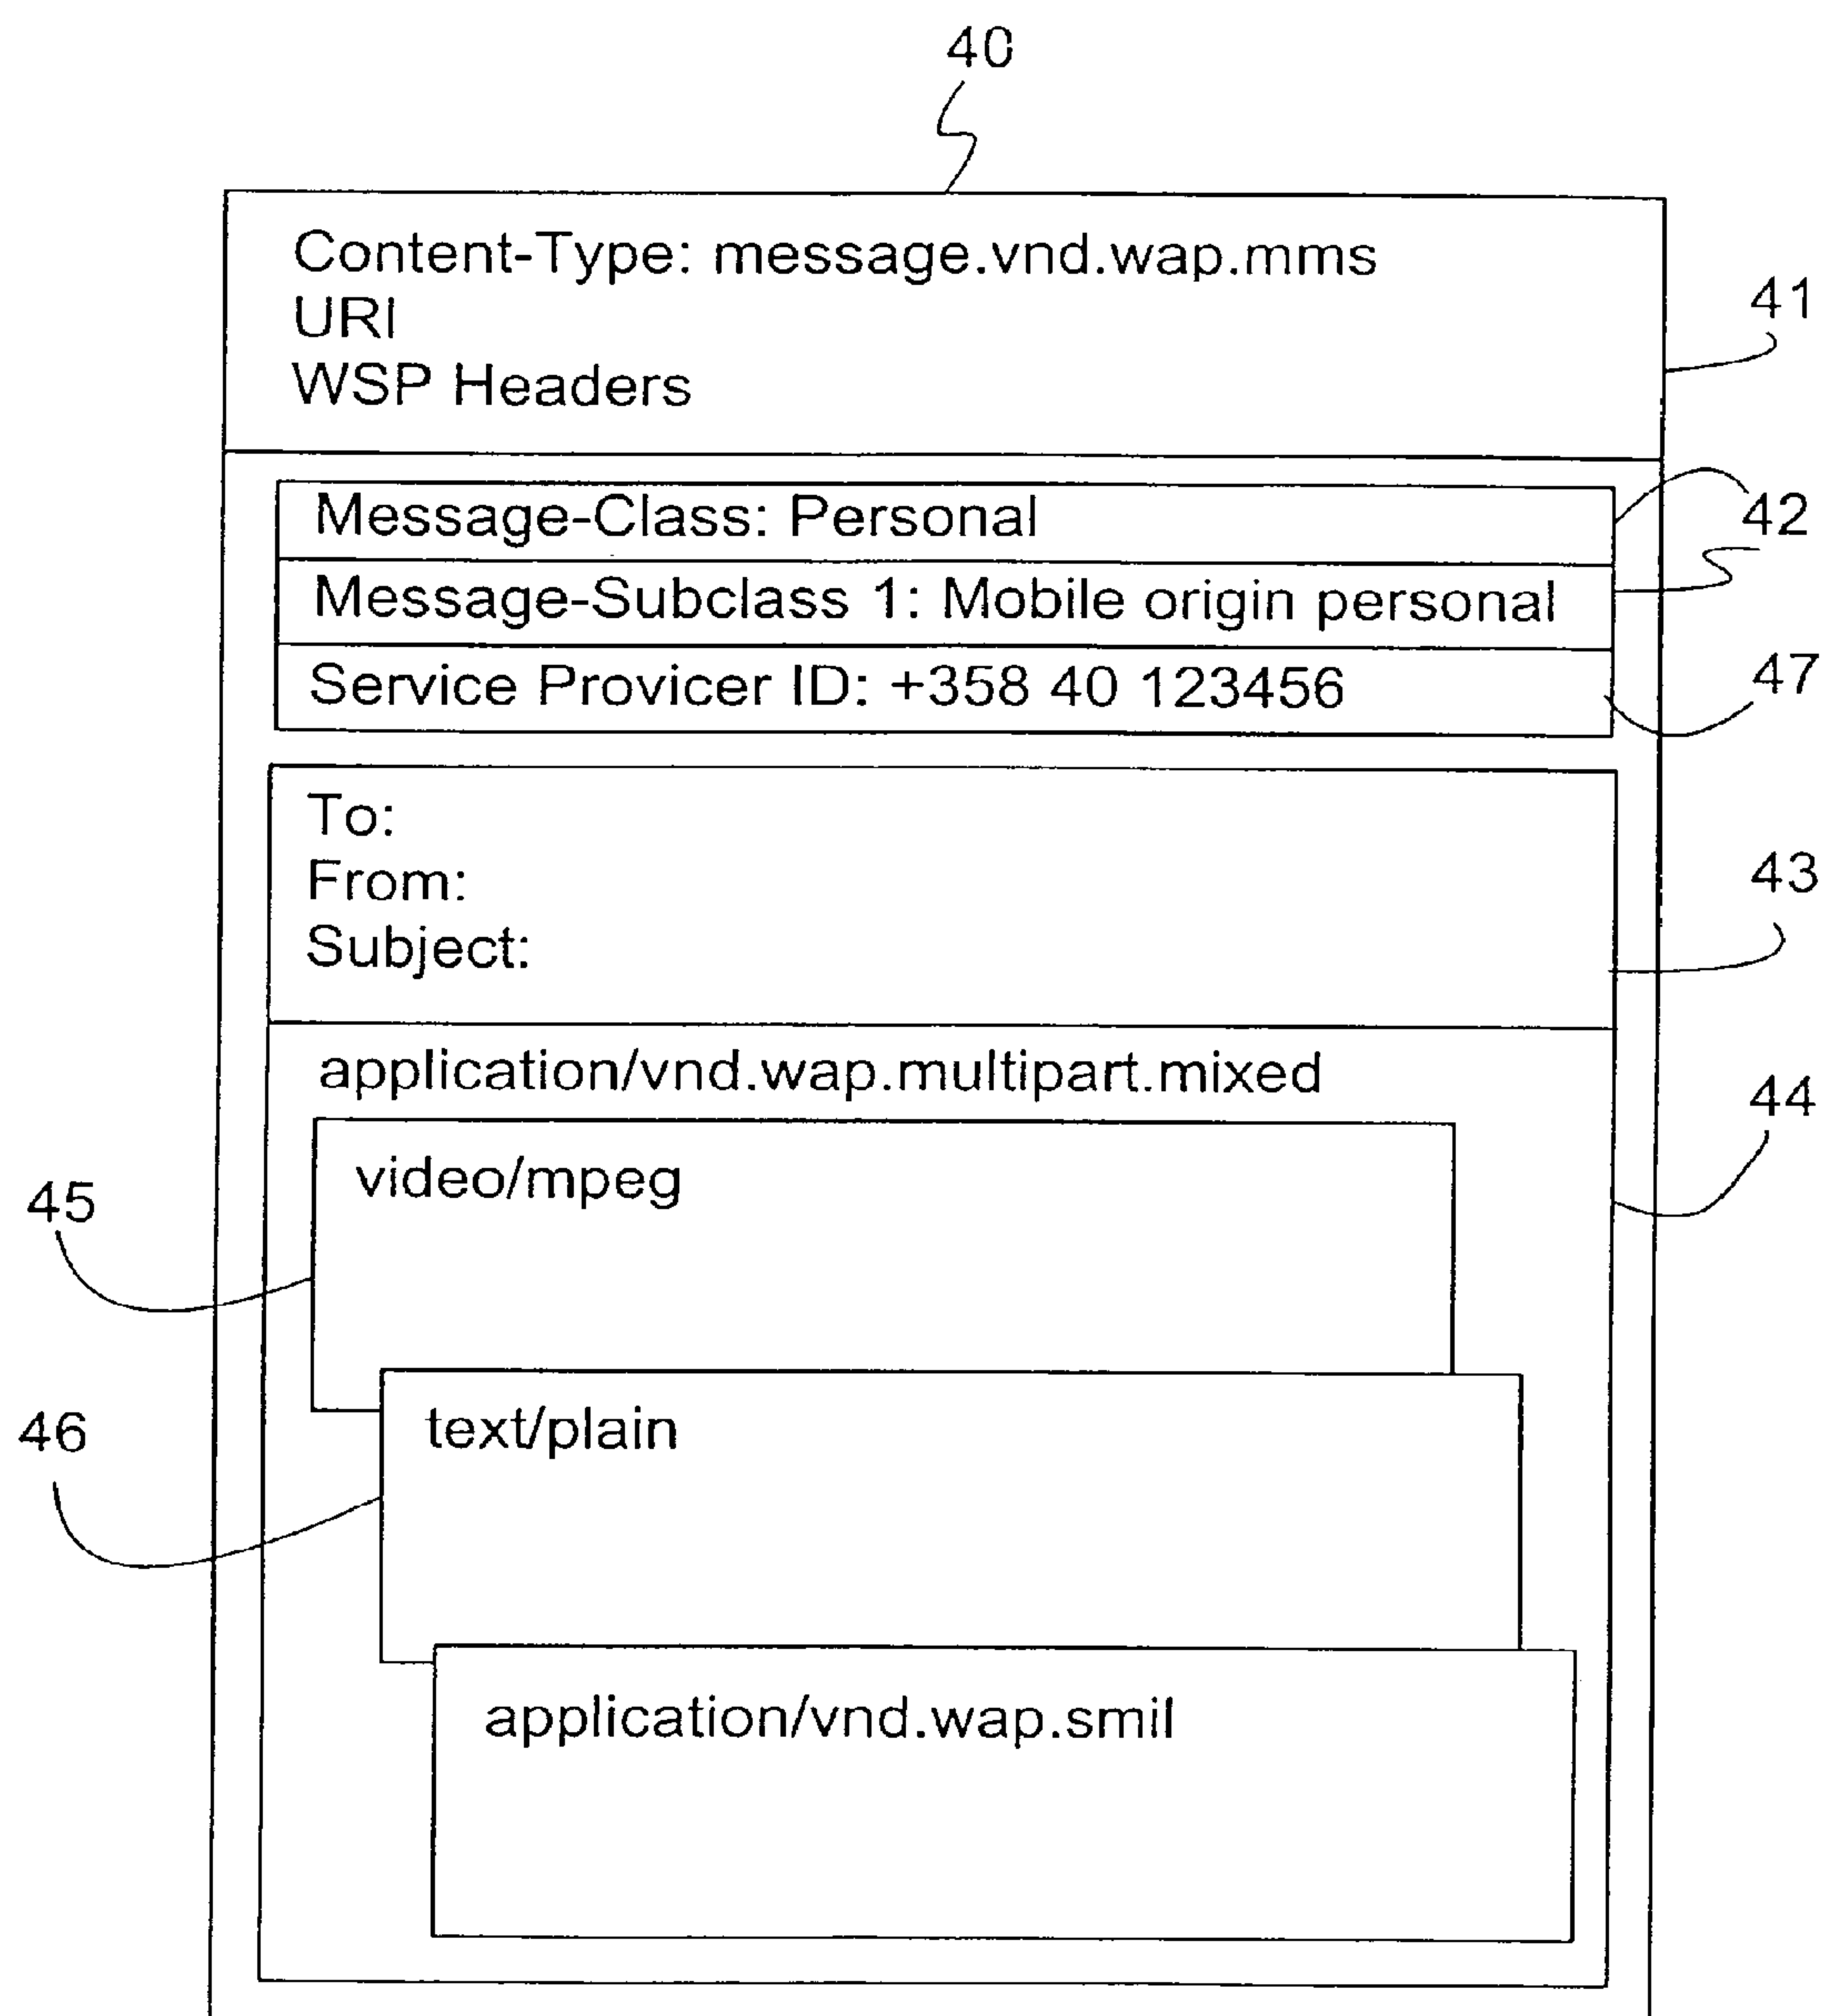 40
Content-Type: message.vnd.wap.mms
URI
WSP Headers
41
Message-Class: Personal
42
Message-Subclass 1: Mobile origin personal
Service Provicer ID: +358 40 123456
47
To:
From:
Subject:
43
application/vnd.wap.multipart.mixed
44
video/mpeg
45
text/plain
46
application/vnd.wap.smil